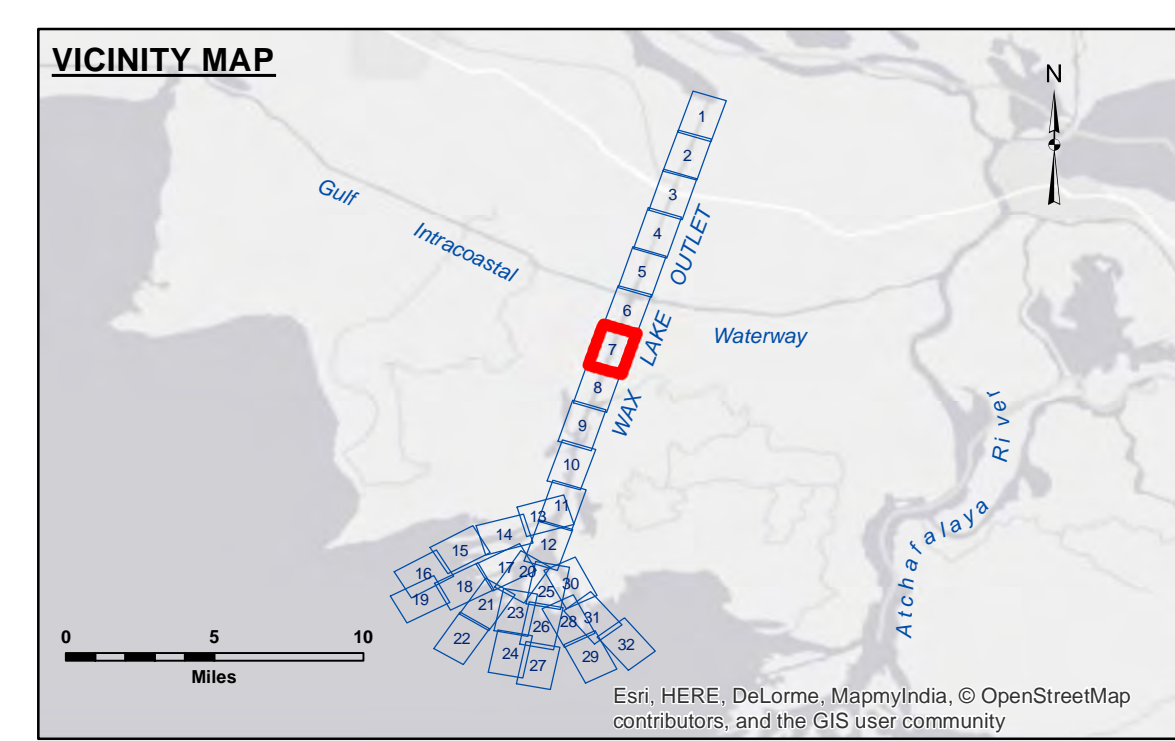 VICINITY MAP
N
1
2
3
4
5
6
7
8
9
10
11
13
12
14
15
16
17
20
18
19
21
25
30
23
22
26
28
31
24
27
29
32
Gulf
Intracoastal
Waterway
WAX LAKE OUTLET
Atchafalaya River
0 5 10
Miles
Esri, HERE, DeLorme, MapmyIndia, © OpenStreetMap
contributors, and the GIS user community